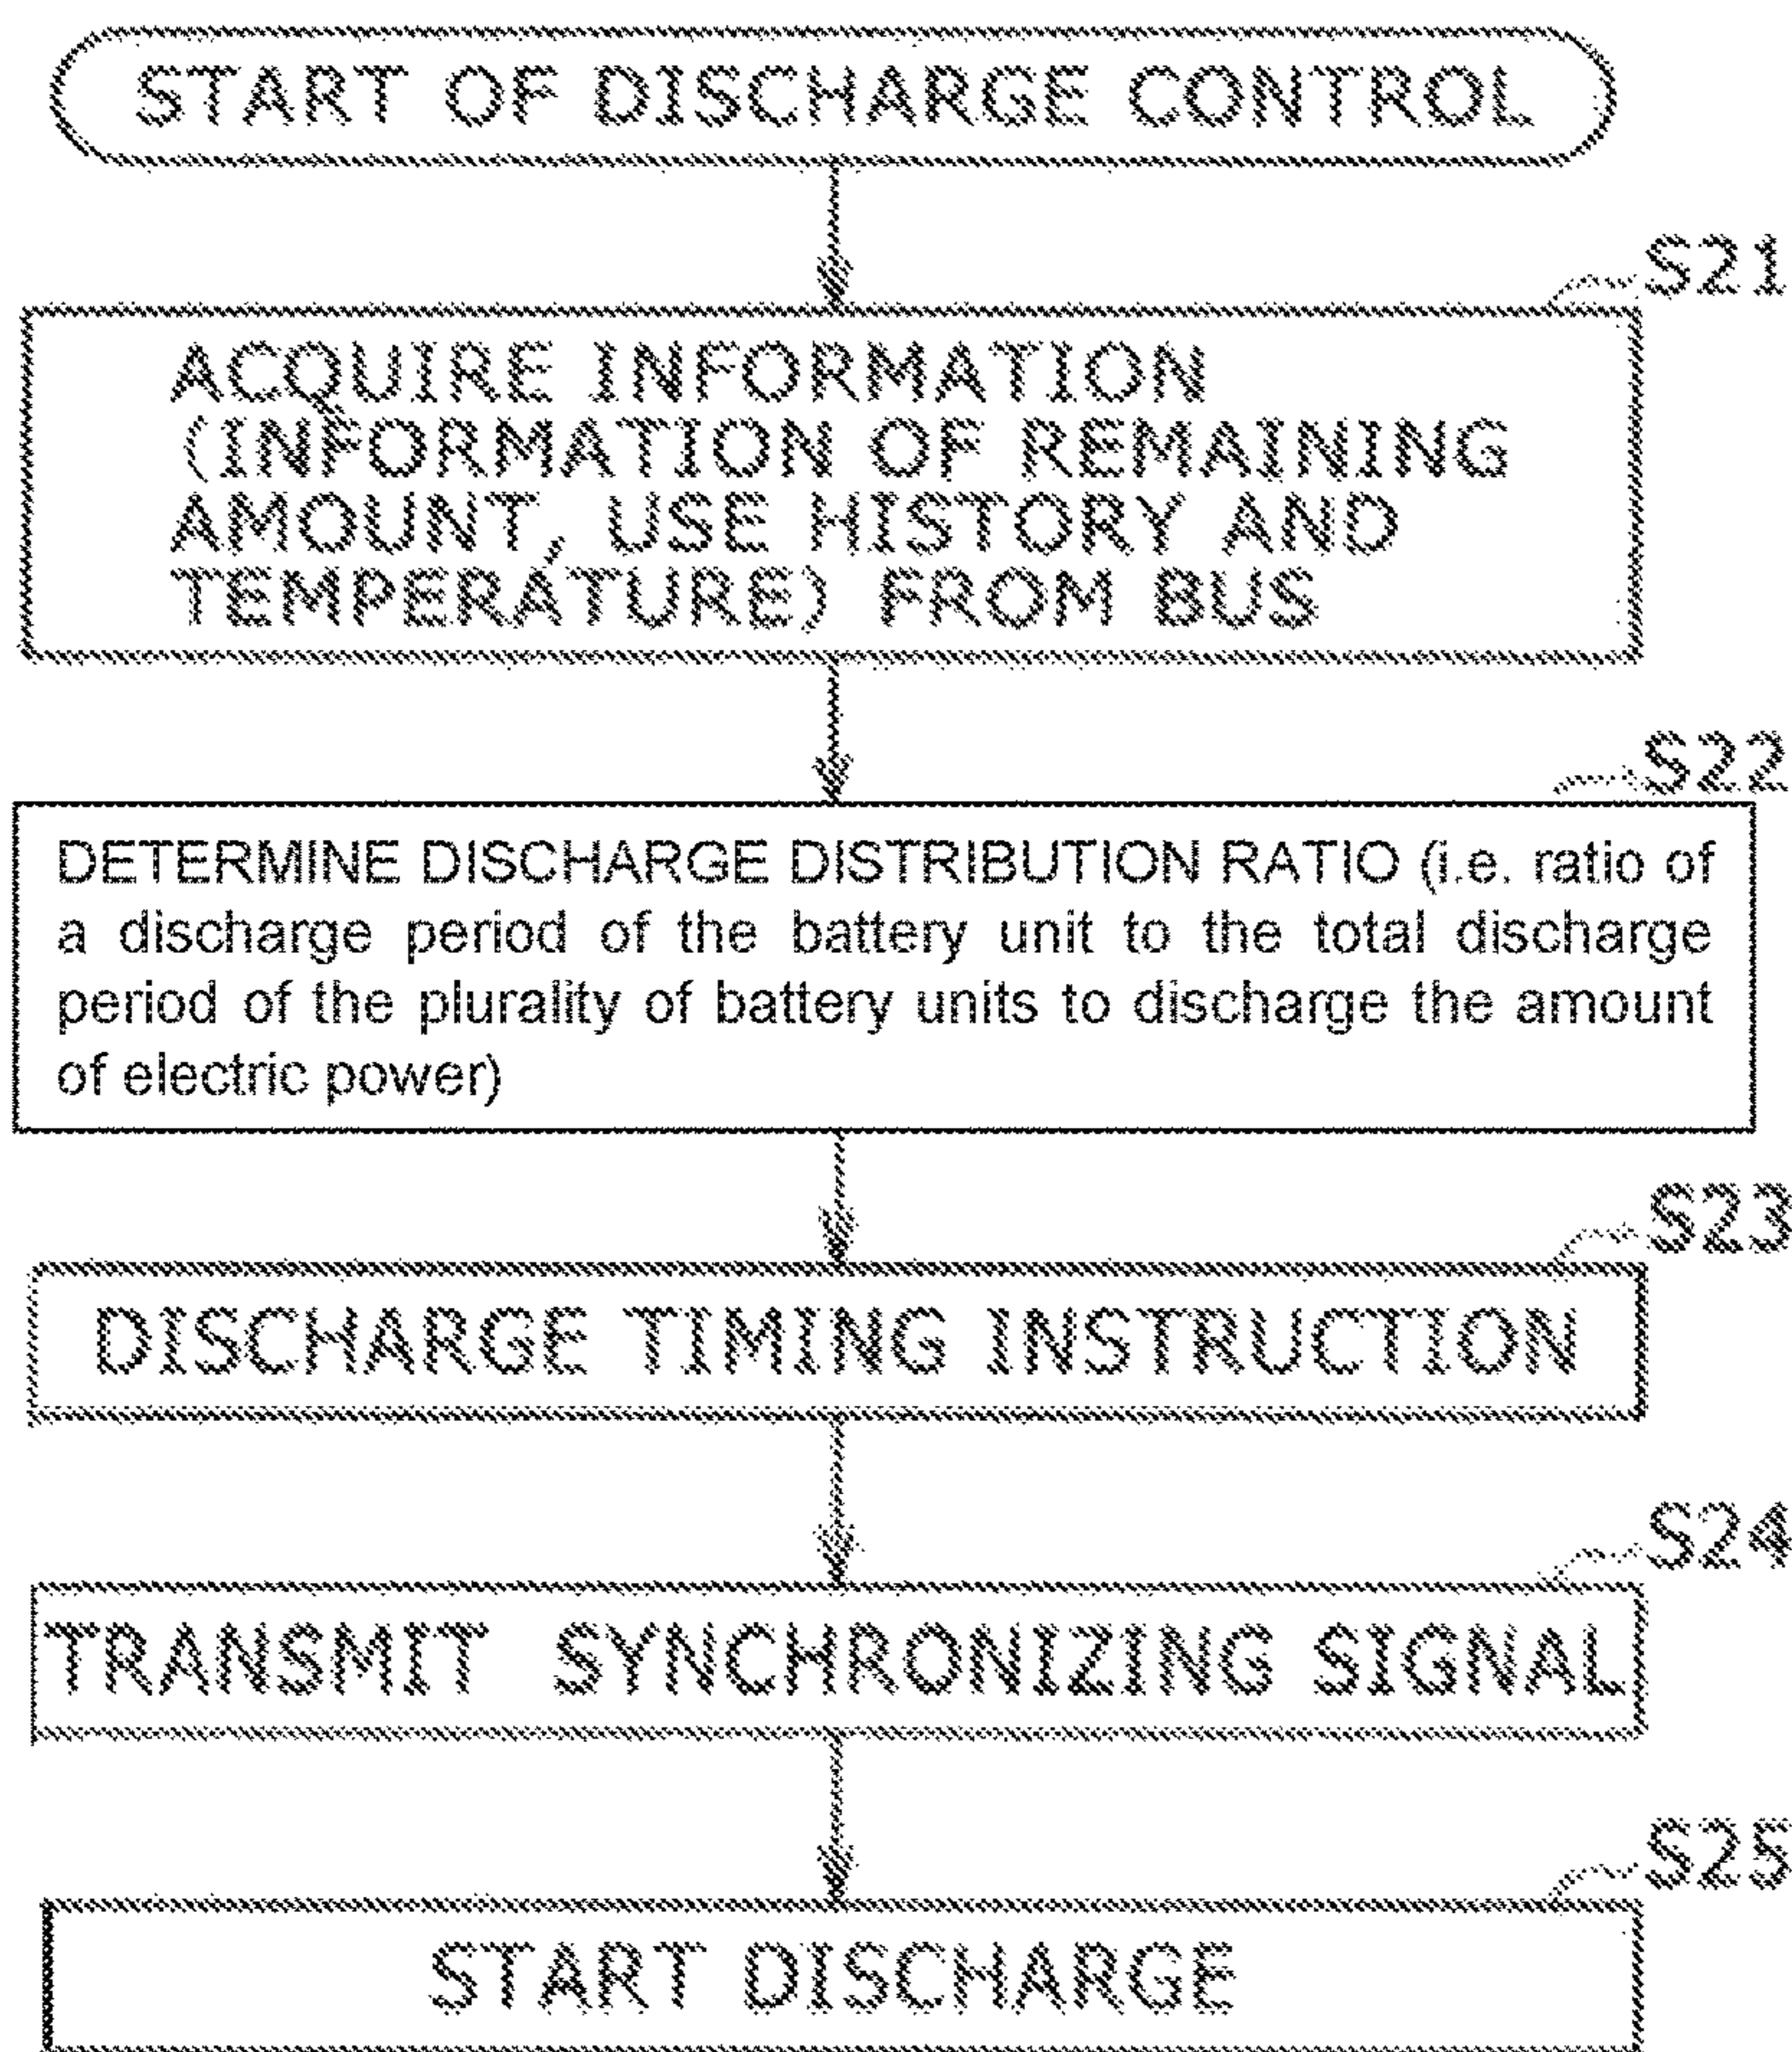 START OF DISCHARGE CONTROL
S21
ACQUIRE INFORMATION
(INFORMATION OF REMAINING
AMOUNT, USE HISTORY AND
TEMPERATURE) FROM BUS
S22
DETERMINE DISCHARGE DISTRIBUTION RATIO (i.e. ratio of
a discharge period of the battery unit to the total discharge
period of the plurality of battery units to discharge the amount
of electric power)
S23
DISCHARGE TIMING INSTRUCTION
S24
TRANSMIT SYNCHRONIZING SIGNAL
S25
START DISCHARGE